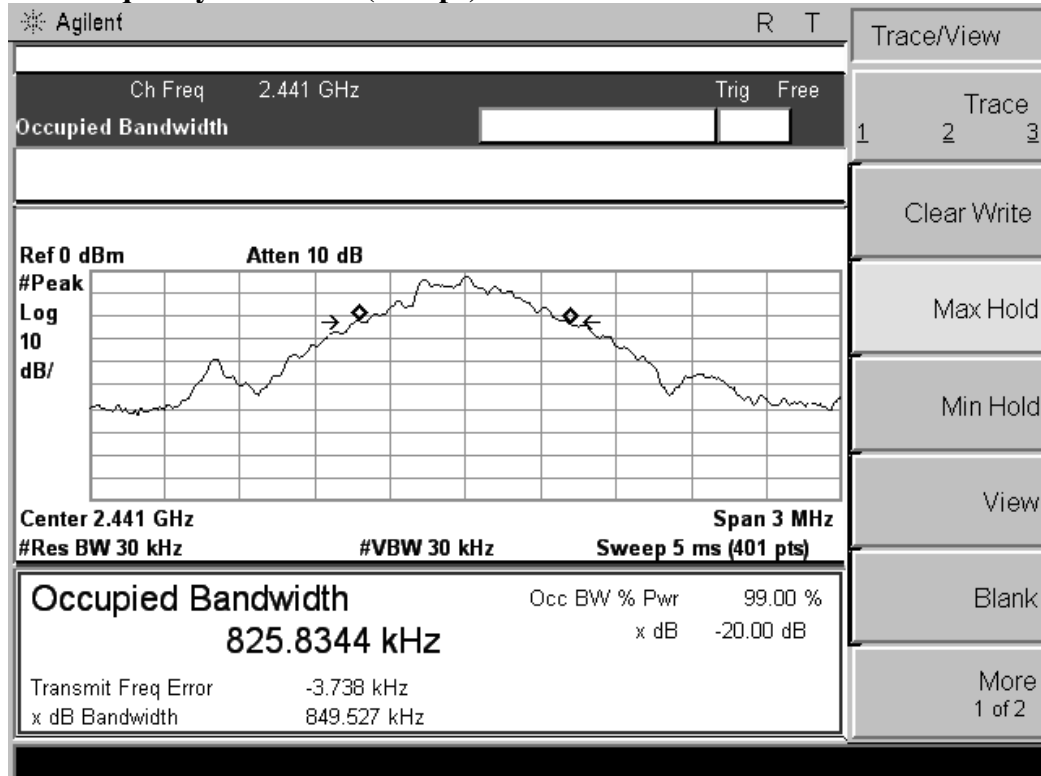 Agilent R T
Trace/View
Ch Freq 2.441 GHz Trig Free
Occupied Bandwidth
Trace
1 2 3
Clear Write
Max Hold
Min Hold
View
Blank
More
1 of 2
Ref 0 dBm Atten 10 dB
#Peak
Log
10
dB/
Center 2.441 GHz Span 3 MHz
#Res BW 30 kHz #VBW 30 kHz Sweep 5 ms (401 pts)
Occupied Bandwidth
825.8344 kHz
Occ BW % Pwr 99.00 %
x dB -20.00 dB
Transmit Freq Error -3.738 kHz
x dB Bandwidth 849.527 kHz